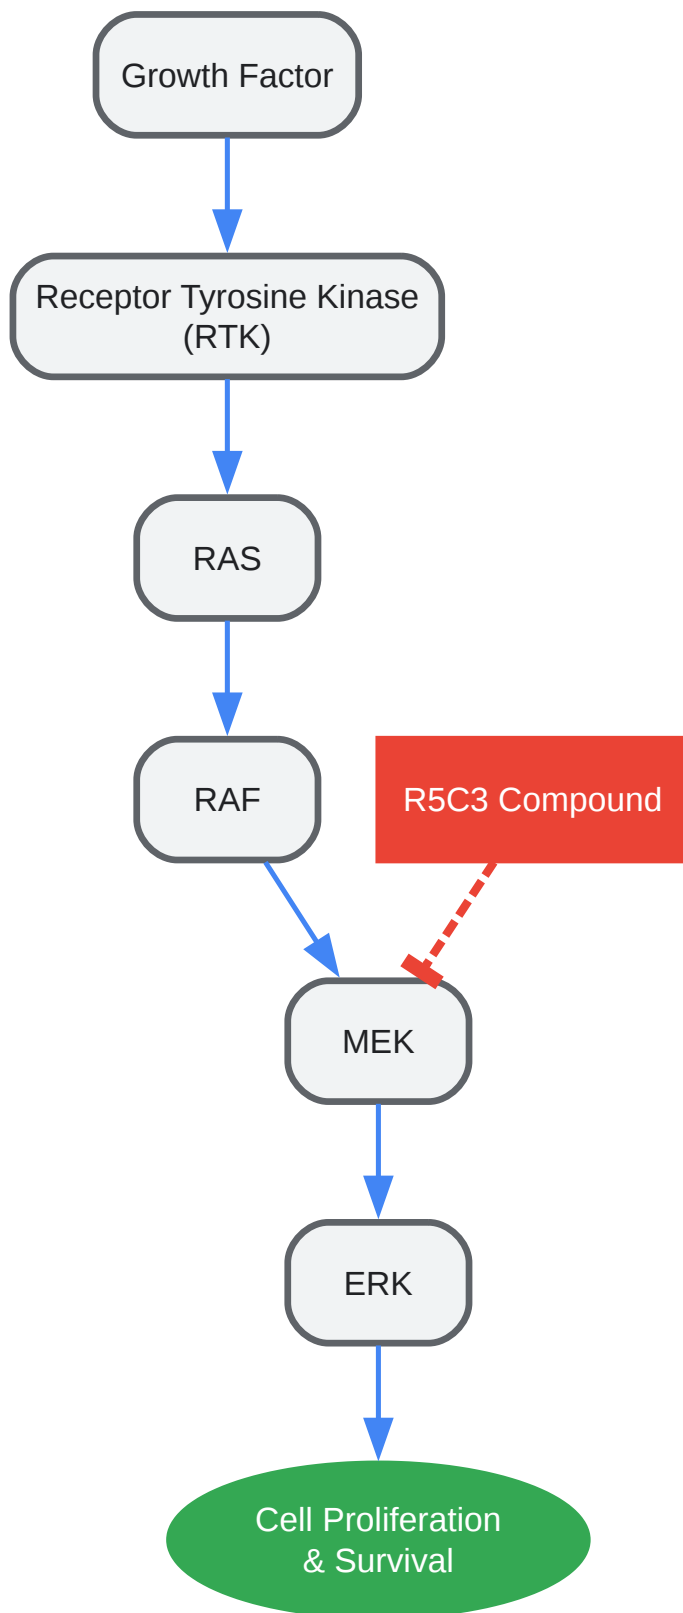 Growth Factor
Receptor Tyrosine Kinase
(RTK)
RAS
RAF
R5C3 Compound
MEK
ERK
Cell Proliferation
& Survival